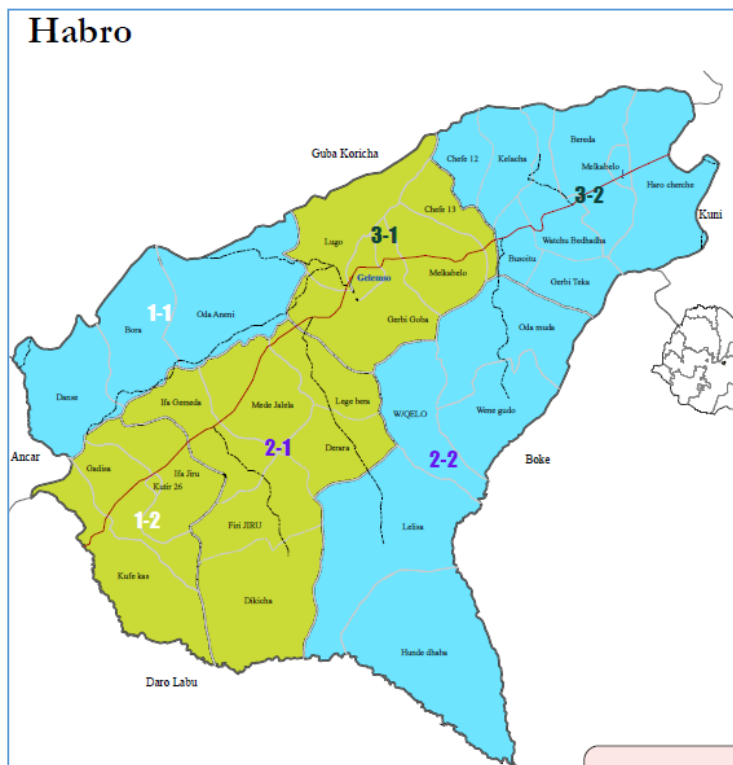 Habro
Guba Koricha
Chefe 12
Kelacha
Bereda
Melkabelo
Haro cherche
3-2
Kuni
Chefe 13
Lugo
3-1
Watchu Bedhadha
Busoitu
Gelemso
Melkabelo
Gerbi Teka
Gerbi Goba
Oda Aneni
1-1
Bora
Oda muda
Danse
Ifa Gemeda
Mede Jalela
Lege bera
W/QELO
Wene gudo
2-1
Derara
2-2
Boke
Ancar
Gadisa
Ifa Jiru
Kutir 26
1-2
Firi JIRU
Lelisa
Kufe kas
Dikicha
Hunde dhaba
Daro Labu